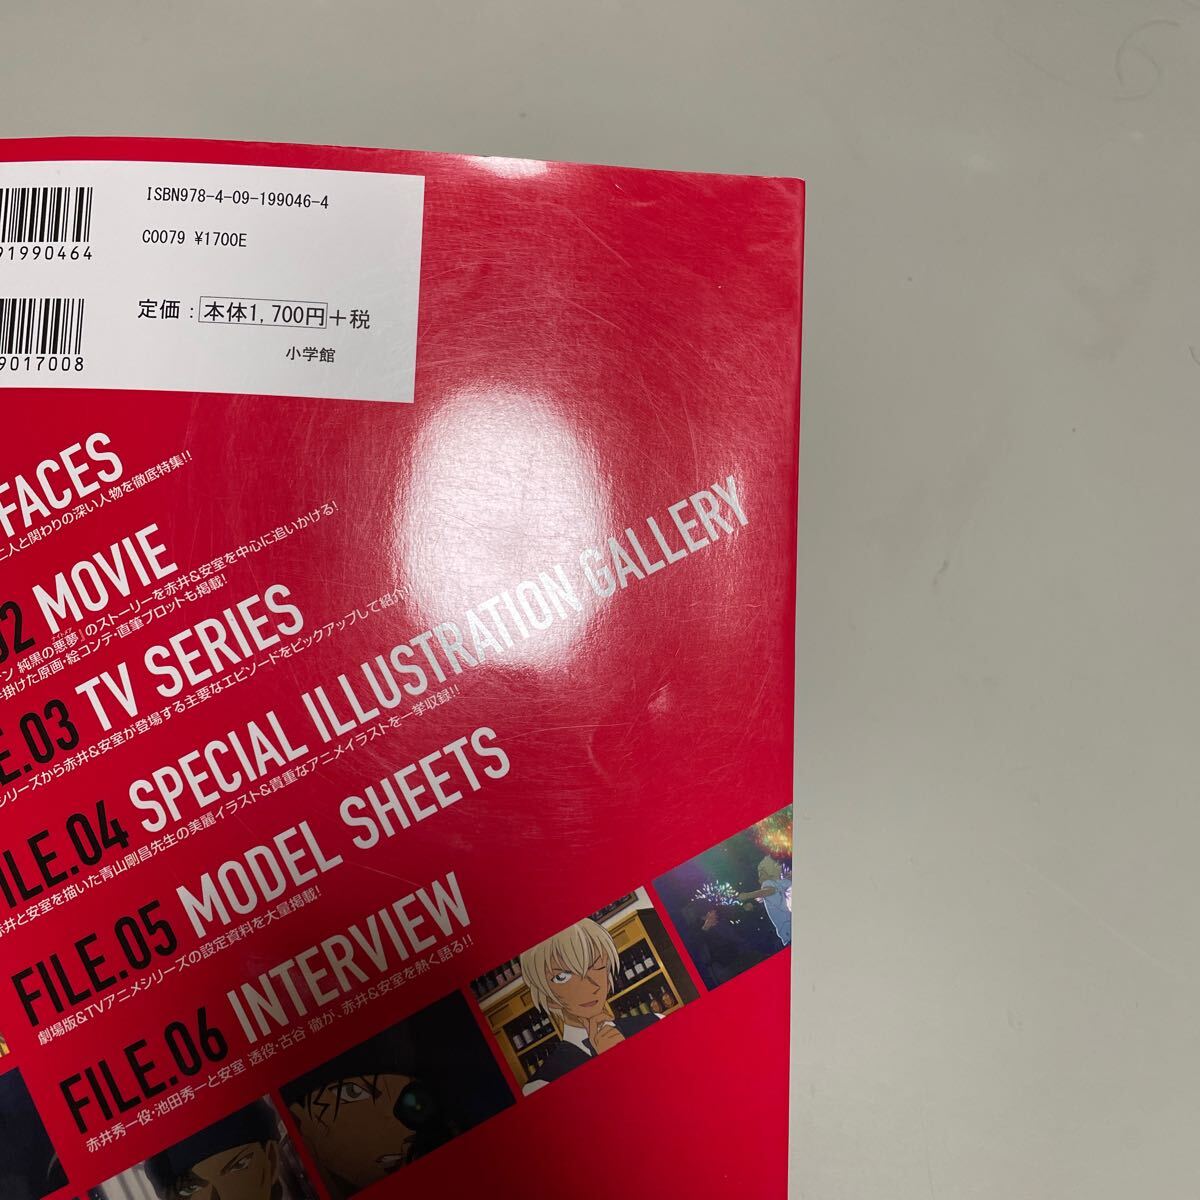 ISBN978-4-09-199046-4
C0079 ¥1700E
91990464
定価：本体1,700円+税
9017008
小学館
FACES
二人と関わりの深い人物を徹底特集!!
02 MOVIE
ナイトメア
ン 純黒の悪夢』のストーリーを赤井&安室を中心に追いかける!
手掛けた原画・絵コンテ・直筆プロットも掲載!
E.03 TV SERIES
シリーズから赤井&安室が登場する主要なエピソードをピックアップして紹介
ILE.04 SPECIAL ILLUSTRATION GALLERY
赤井と安室を描いた青山剛昌先生の美麗イラスト&貴重なアニメイラストを一挙収録!!
FILE.05 MODEL SHEETS
劇場版&TVアニメシリーズの設定資料を大量掲載!
FILE.06 INTERVIEW
赤井秀一役・池田秀一と安室 透役・古谷 徹が、赤井&安室を熱く語る!!